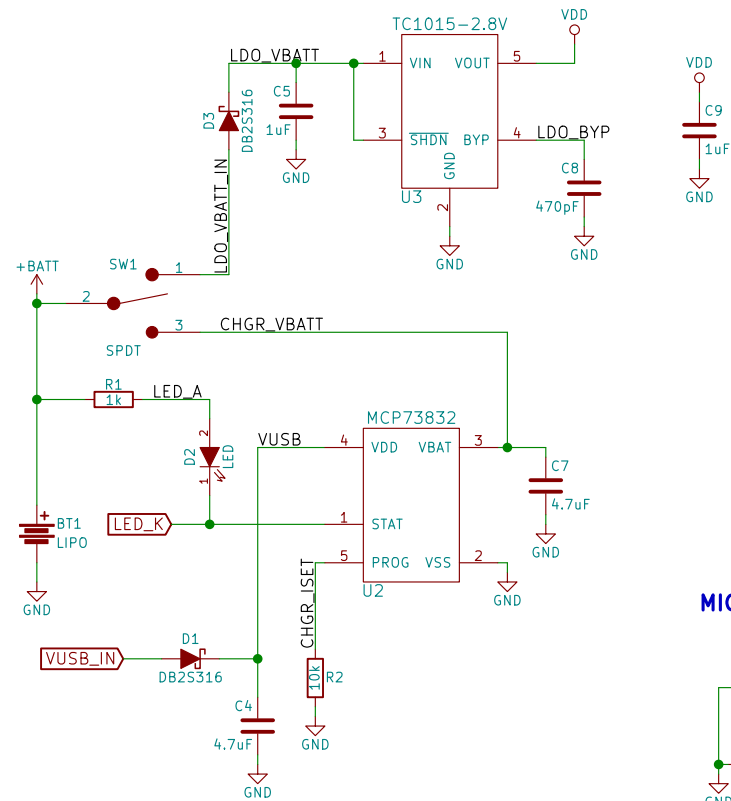 TC1015-2.8V
VDD
LDO_VBATT
1
VIN
VOUT
5
VDD
C5
1uF
D3
DB2S316
GND
3
SHDN
BYP
4
LDO_BYP
GND
2
U3
GND
C8
470pF
GND
C9
1uF
GND
LDO_VBATT_IN
+BATT
SW1
1
2
3
SPDT
CHGR_VBATT
R1
1k
LED_A
2
D2
LED
1
MCP73832
VUSB
4
VDD
VBAT
3
C7
4.7uF
GND
LED_K
1
STAT
5
PROG
VSS
2
U2
GND
BT1
LIPO
GND
CHGR_ISET
10k
R2
GND
VUSB_IN
D1
DB2S316
C4
4.7uF
GND